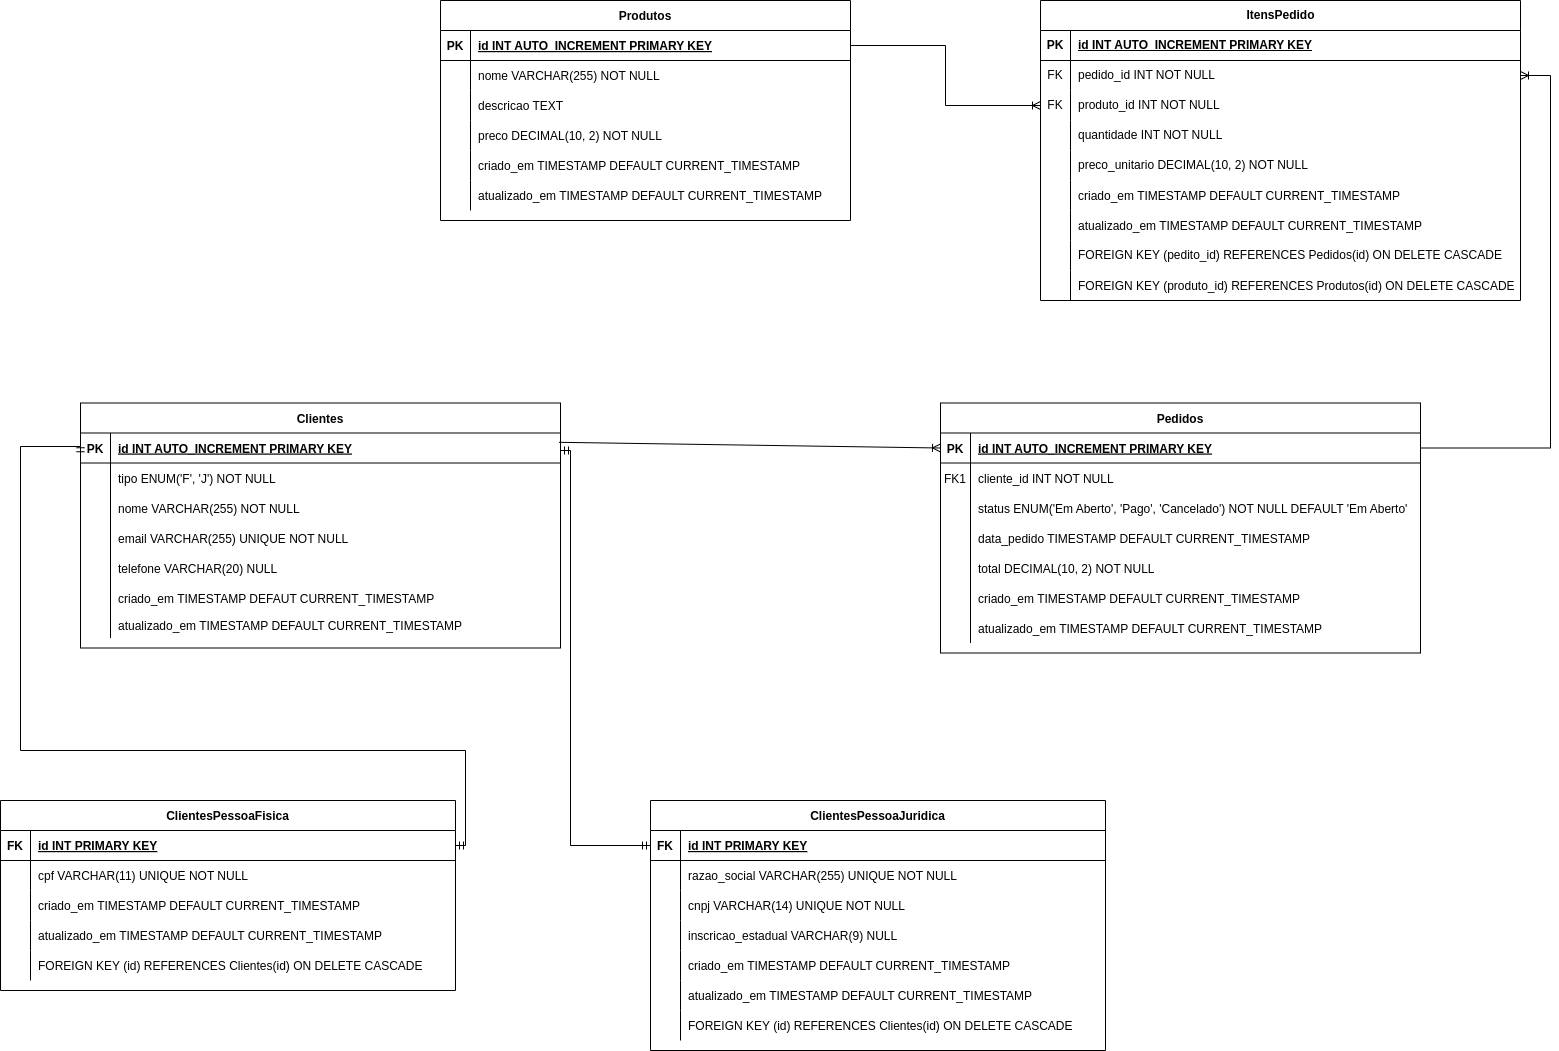 Produtos
PK id INT AUTO_INCREMENT PRIMARY KEY
nome VARCHAR(255) NOT NULL
descricao TEXT
preco DECIMAL(10, 2) NOT NULL
criado_em TIMESTAMP DEFAULT CURRENT_TIMESTAMP
atualizado_em TIMESTAMP DEFAULT CURRENT_TIMESTAMP
ItensPedido
PK id INT AUTO_INCREMENT PRIMARY KEY
FK pedido_id INT NOT NULL
FK produto_id INT NOT NULL
quantidade INT NOT NULL
preco_unitario DECIMAL(10, 2) NOT NULL
criado_em TIMESTAMP DEFAULT CURRENT_TIMESTAMP
atualizado_em TIMESTAMP DEFAULT CURRENT_TIMESTAMP
FOREIGN KEY (pedito_id) REFERENCES Pedidos(id) ON DELETE CASCADE
FOREIGN KEY (produto_id) REFERENCES Produtos(id) ON DELETE CASCADE
Clientes
PK id INT AUTO_INCREMENT PRIMARY KEY
tipo ENUM('F', 'J') NOT NULL
nome VARCHAR(255) NOT NULL
email VARCHAR(255) UNIQUE NOT NULL
telefone VARCHAR(20) NULL
criado_em TIMESTAMP DEFAUT CURRENT_TIMESTAMP
atualizado_em TIMESTAMP DEFAULT CURRENT_TIMESTAMP
Pedidos
PK id INT AUTO_INCREMENT PRIMARY KEY
FK1 cliente_id INT NOT NULL
status ENUM('Em Aberto', 'Pago', 'Cancelado') NOT NULL DEFAULT 'Em Aberto'
data_pedido TIMESTAMP DEFAULT CURRENT_TIMESTAMP
total DECIMAL(10, 2) NOT NULL
criado_em TIMESTAMP DEFAULT CURRENT_TIMESTAMP
atualizado_em TIMESTAMP DEFAULT CURRENT_TIMESTAMP
ClientesPessoaFisica
FK id INT PRIMARY KEY
cpf VARCHAR(11) UNIQUE NOT NULL
criado_em TIMESTAMP DEFAULT CURRENT_TIMESTAMP
atualizado_em TIMESTAMP DEFAULT CURRENT_TIMESTAMP
FOREIGN KEY (id) REFERENCES Clientes(id) ON DELETE CASCADE
ClientesPessoaJuridica
FK id INT PRIMARY KEY
razao_social VARCHAR(255) UNIQUE NOT NULL
cnpj VARCHAR(14) UNIQUE NOT NULL
inscricao_estadual VARCHAR(9) NULL
criado_em TIMESTAMP DEFAULT CURRENT_TIMESTAMP
atualizado_em TIMESTAMP DEFAULT CURRENT_TIMESTAMP
FOREIGN KEY (id) REFERENCES Clientes(id) ON DELETE CASCADE